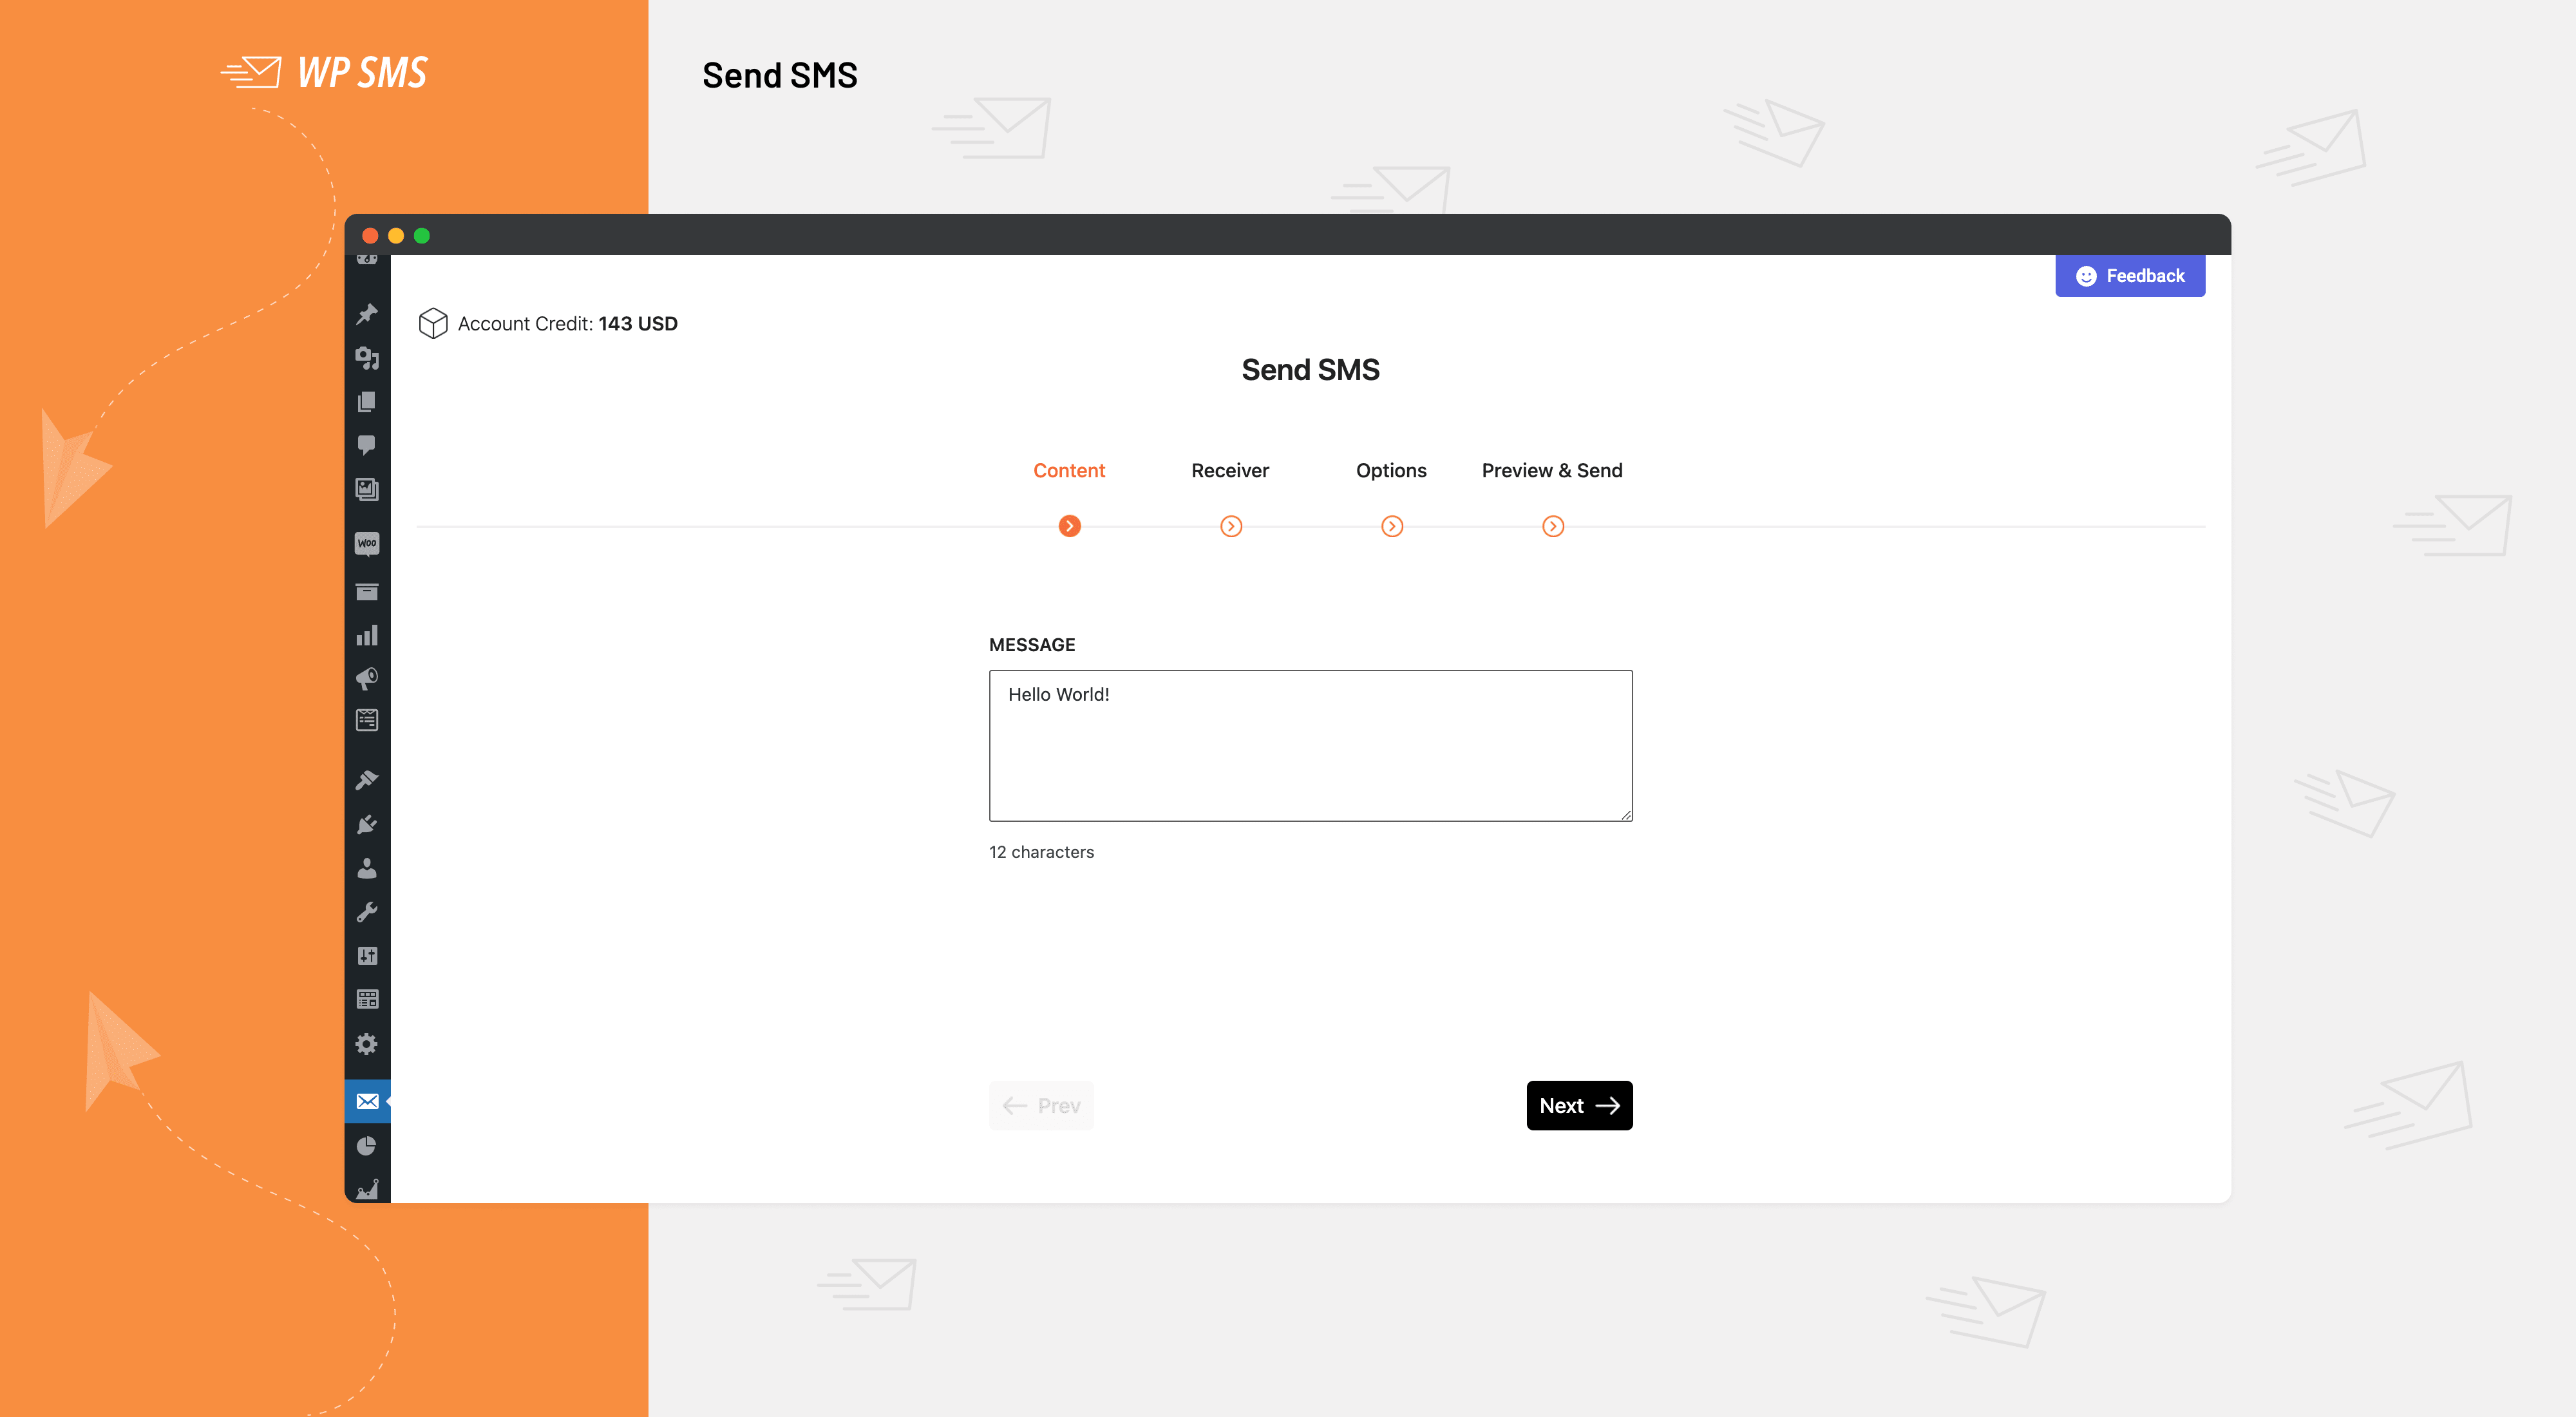 WP SMS
Send SMS
Feedback
Account Credit: 143 USD
Send SMS
Content Receiver Options Preview & Send
Woo
MESSAGE
Hello World!
12 characters
Prev Next